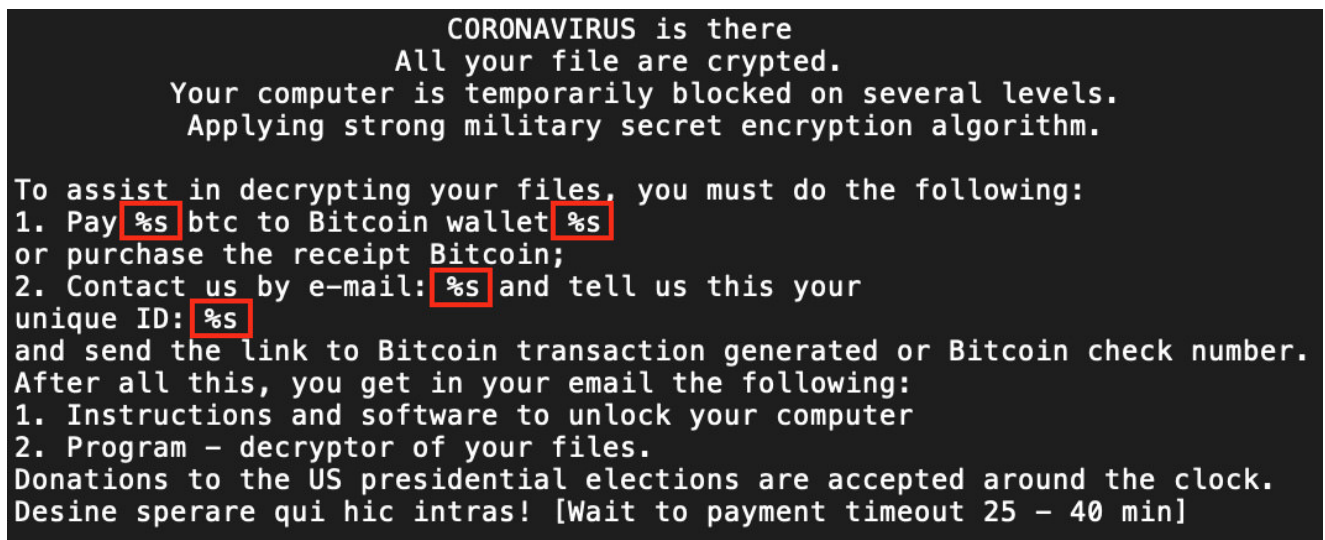 CORONAVIRUS is there
All your file are crypted.
Your computer is temporarily blocked on several levels.
Applying strong military secret encryption algorithm.
To assist in decrypting your files, you must do the following:
1. Pay %s btc to Bitcoin wallet %s
or purchase the receipt Bitcoin;
2. Contact us by e-mail: %s and tell us this your
unique ID: %s
and send the link to Bitcoin transaction generated or Bitcoin check number.
After all this, you get in your email the following:
1. Instructions and software to unlock your computer
2. Program – decryptor of your files.
Donations to the US presidential elections are accepted around the clock.
Desine sperare qui hic intras! [Wait to payment timeout 25 – 40 min]